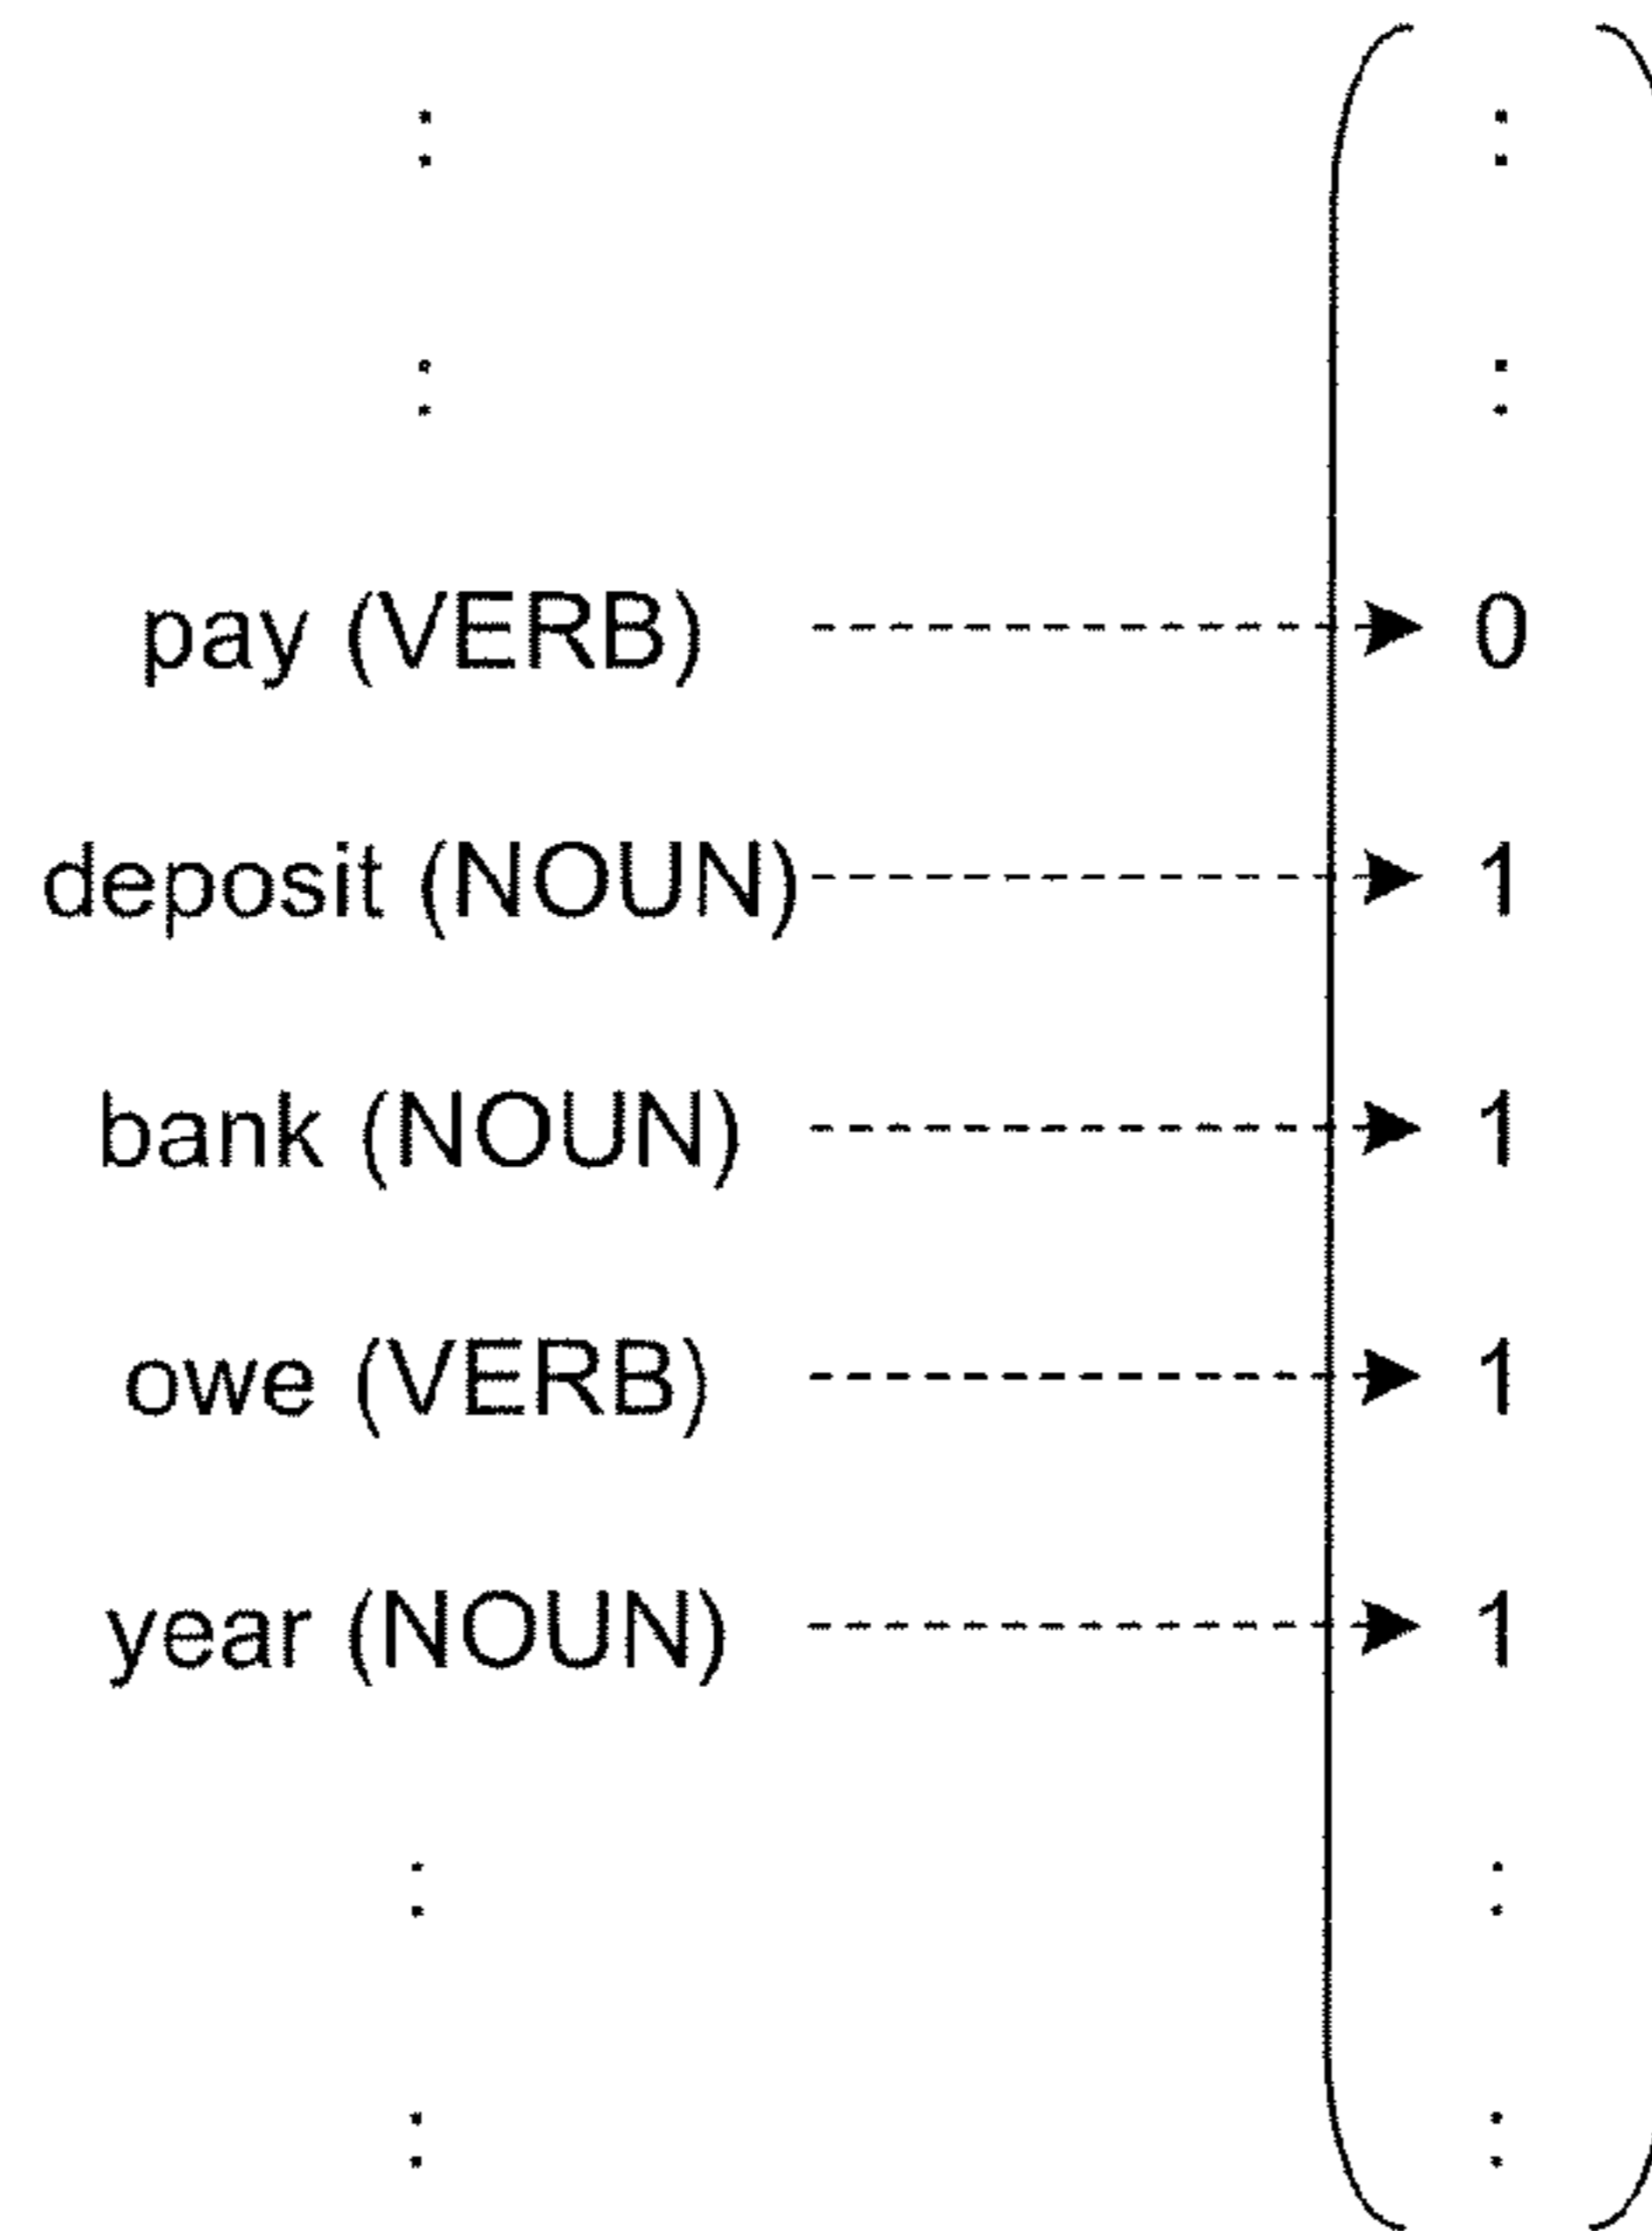 :
:
:
:
pay (VERB) 0
deposit (NOUN) 1
bank (NOUN) 1
owe (VERB) 1
year (NOUN) 1
:
:
:
: